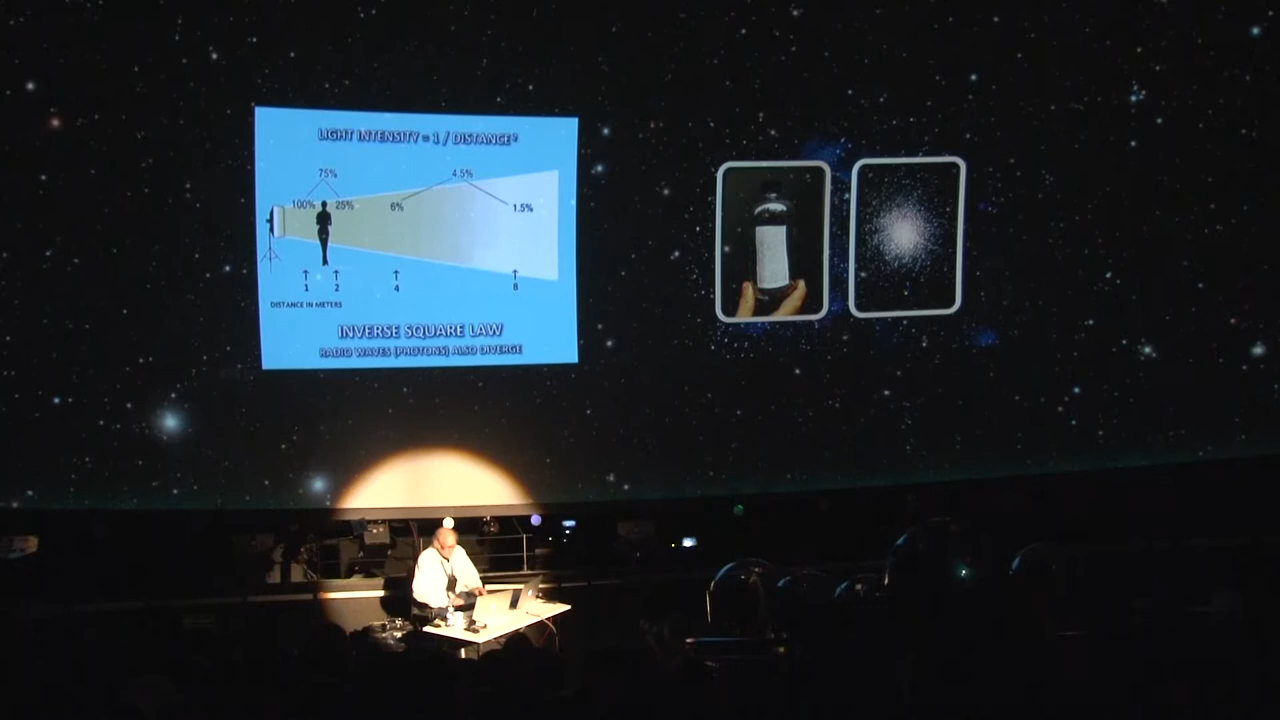 LIGHT INTENSITY = 1 / DISTANCE²
75%
4.5%
100%
25%
6%
1.5%
1
2
4
8
DISTANCE IN METERS
INVERSE SQUARE LAW
RADIO WAVES (PHOTONS) ALSO DIVERGE